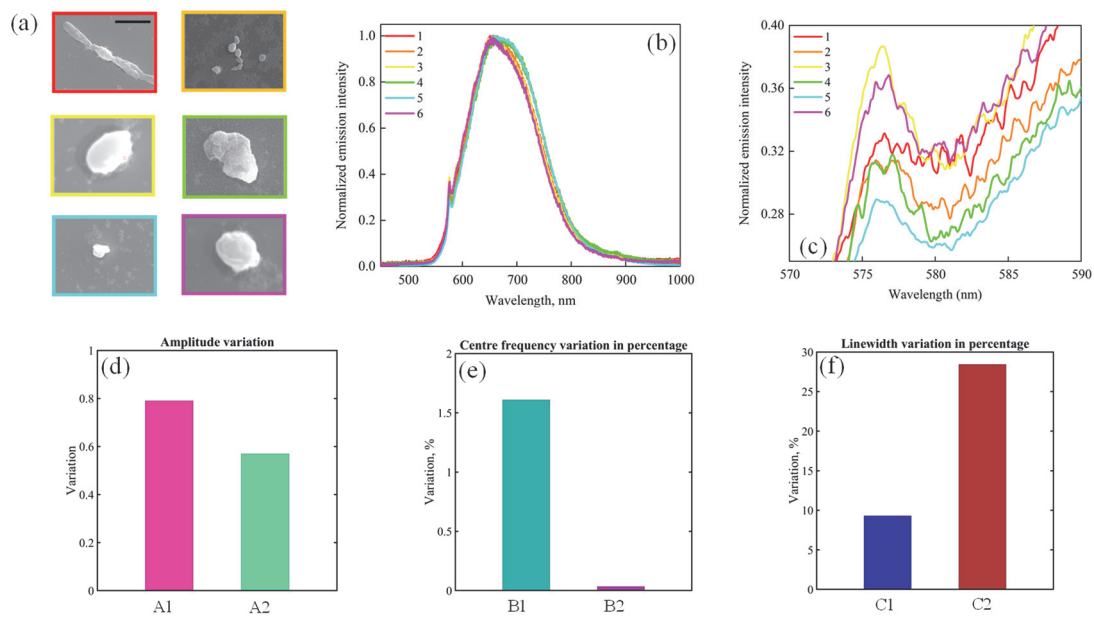 (a)
(b)
1
2
3
4
5
6
Normalized emission intensity
1.0
0.8
0.6
0.4
0.2
0.0
500 600 700 800 900 1000
Wavelength, nm
(c)
1
2
3
4
5
6
Normalized emission intensity
0.40
0.36
0.32
0.28
570 575 580 585 590
Wavelength (nm)
Amplitude variation
(d)
Variation
1
0.8
0.6
0.4
0.2
0
A1 A2
Centre frequency variation in percentage
(e)
Variation, %
2
1.5
1
0.5
0
B1 B2
Linewidth variation in percentage
(f)
Variation, %
30
25
20
15
10
5
0
C1 C2